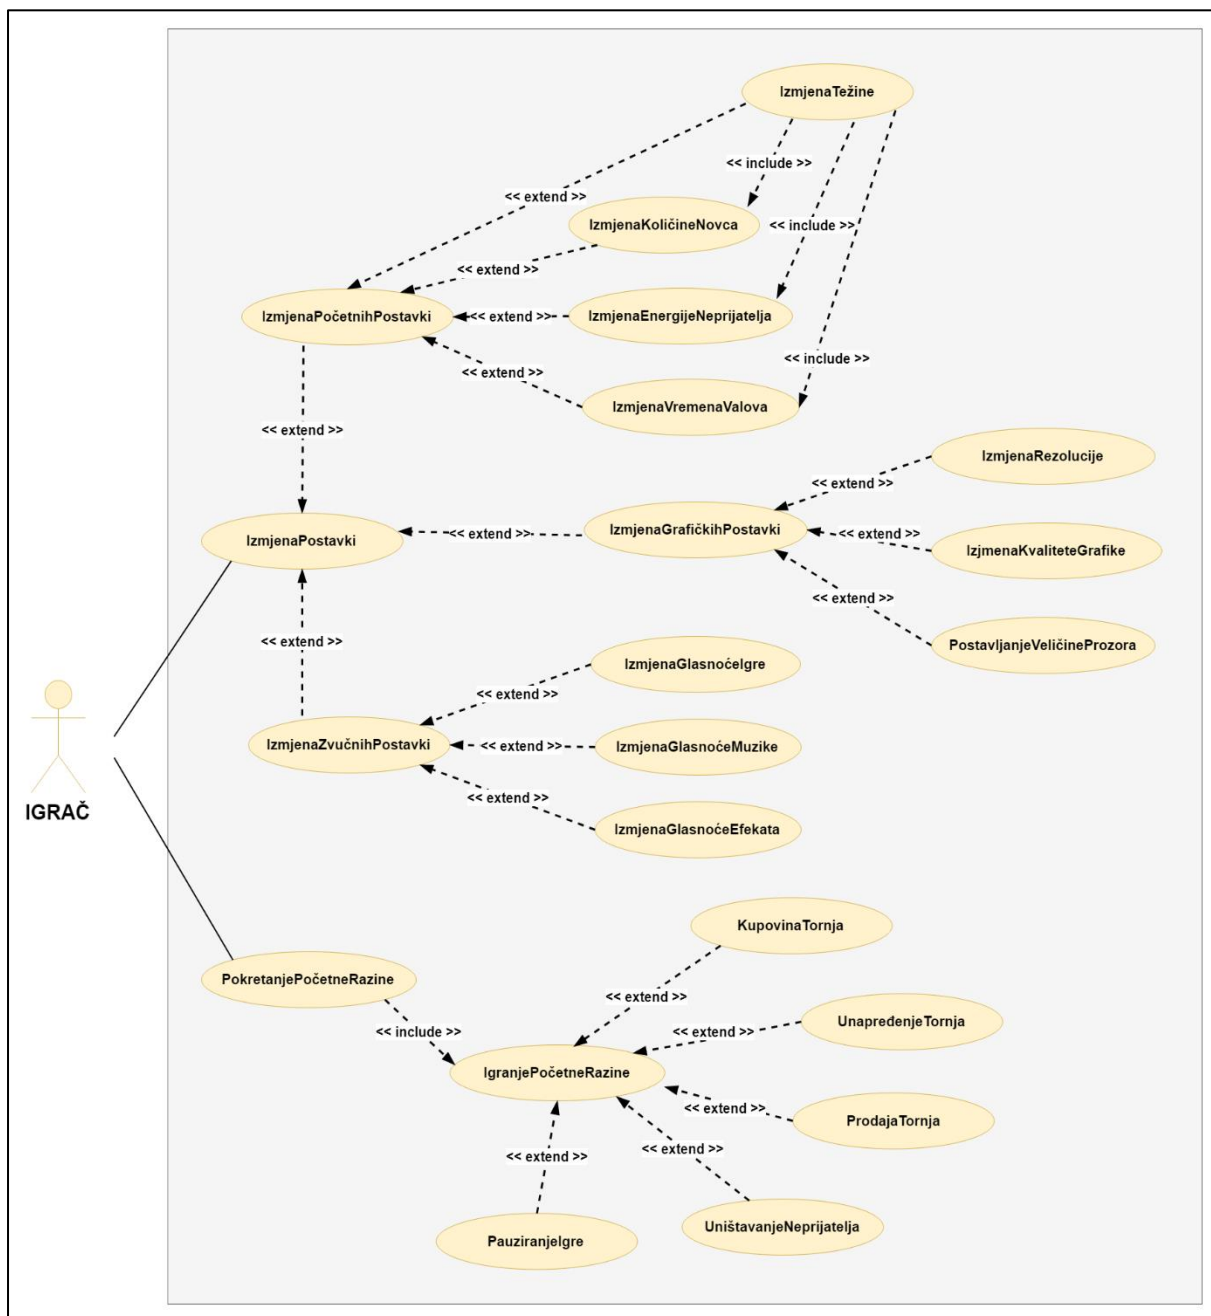 IzmjenaTežine
<< include >>
<< extend >>
IzmjenaKoličineNovca
<< include >>
<< extend >>
IzmjenaPočetnihPostavki
<< extend >>
IzmjenaEnergijeNeprijatelja
<< include >>
<< extend >>
IzmjenaVremenaValova
<< extend >>
IzmjenaRezolucije
<< extend >>
IzmjenaPostavki
<< extend >>
IzmjenaGrafičkihPostavki
<< extend >>
IzjmenaKvaliteteGrafike
<< extend >>
<< extend >>
PostavljanjeVeličineProzora
IzmjenaGlasnoćeIgre
<< extend >>
IzmjenaZvučnihPostavki
<< extend >>
IzmjenaGlasnoćeMuzike
<< extend >>
IGRAČ
IzmjenaGlasnoćeEfekata
KupovinaTornja
PokretanjePočetneRazine
<< extend >>
<< include >>
<< extend >>
UnapređenjeTornja
IgranjePočetneRazine
<< extend >>
ProdajaTornja
<< extend >>
<< extend >>
UništavanjeNeprijatelja
PauziranjeIgre